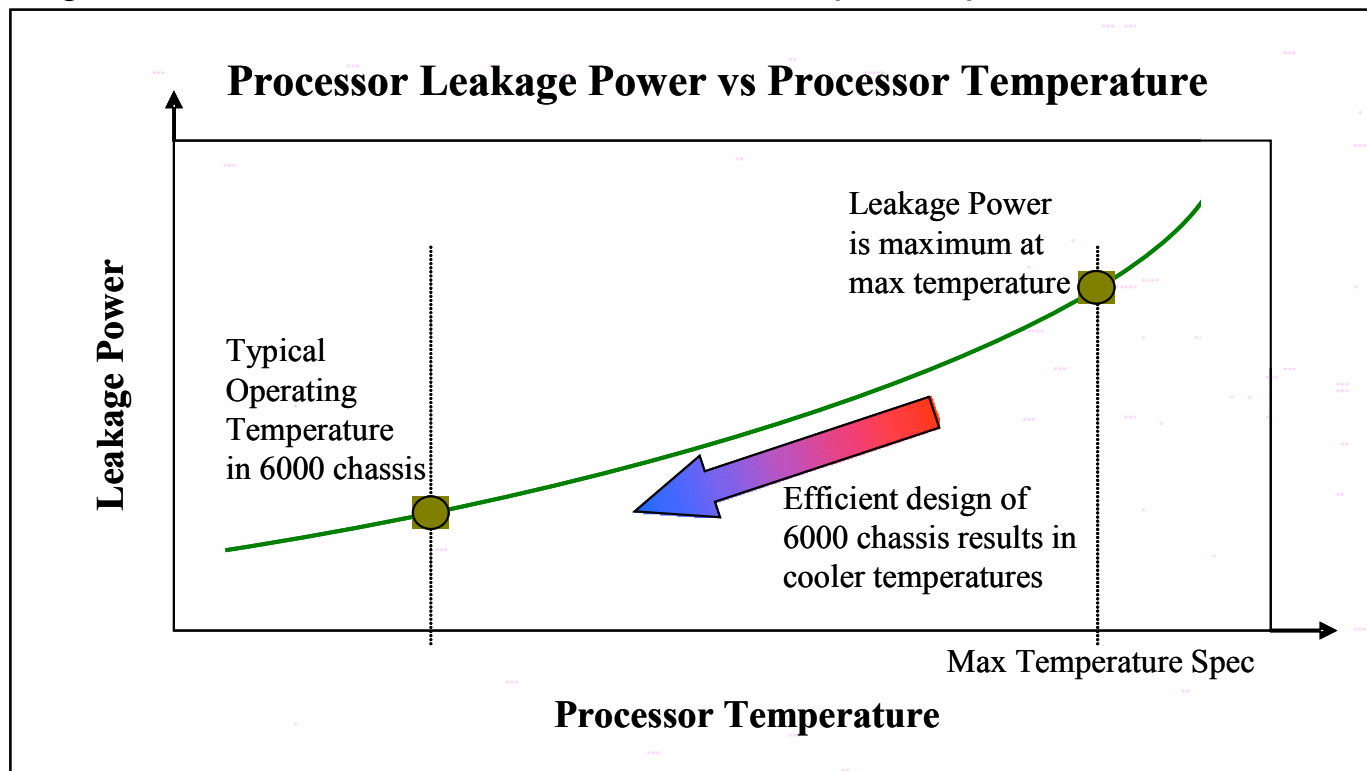 Processor Leakage Power vs Processor Temperature
Leakage Power
is maximum at
max temperature
Typical
Operating
Temperature
in 6000 chassis
Leakage Power
Efficient design of
6000 chassis results in
cooler temperatures
Max Temperature Spec
Processor Temperature